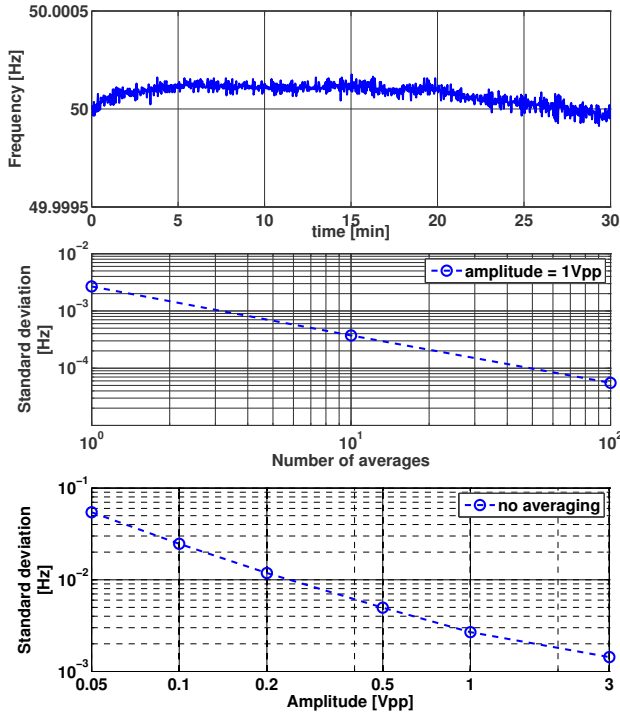 50.0005
50
49.9995
Frequency [Hz]
0 5 10 15 20 25 30
time [min]
10^-2
10^-3
10^-4
Standard deviation
[Hz]
amplitude = 1Vpp
10^0 10^1 10^2
Number of averages
10^-1
10^-2
10^-3
Standard deviation
[Hz]
no averaging
0.05 0.1 0.2 0.5 1 3
Amplitude [Vpp]